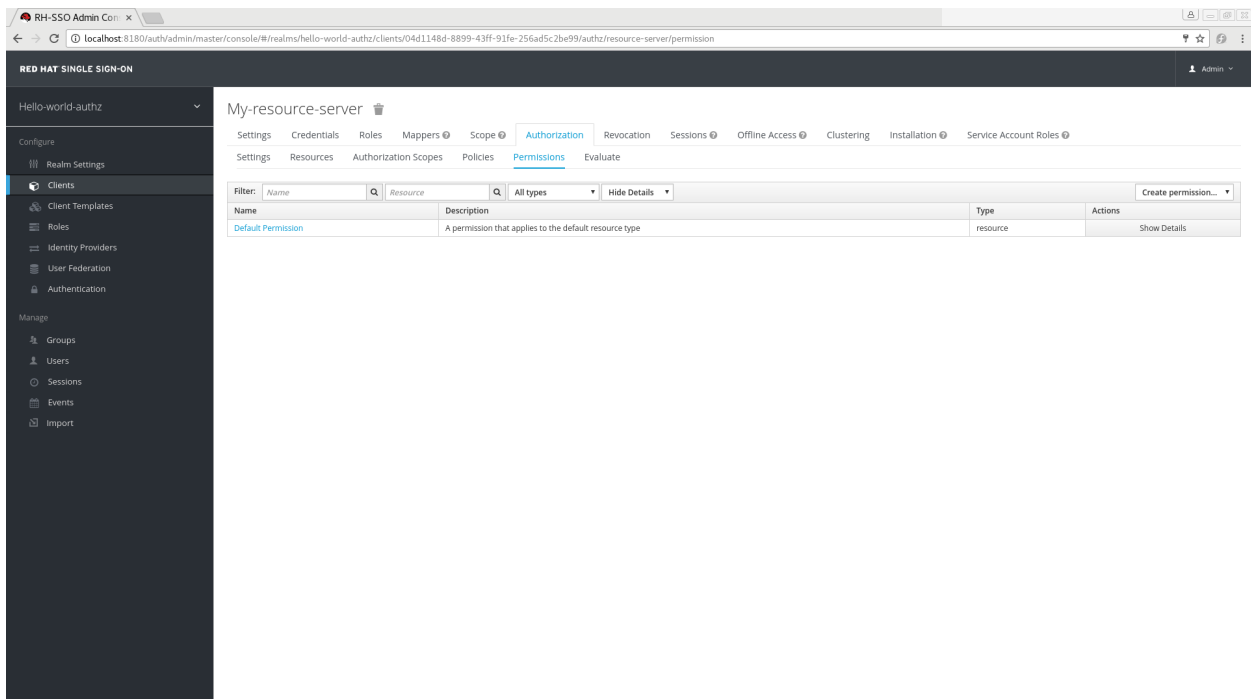 RH-SSO Admin Con
localhost:8180/auth/admin/master/console/#/realms/hello-world-authz/clients/04d1148d-8899-43ff-91fe-256ad5c2be99/authz/resource-server/permission
RED HAT SINGLE SIGN-ON
Admin
Hello-world-authz
Configure
Realm Settings
Clients
Client Templates
Roles
Identity Providers
User Federation
Authentication
Manage
Groups
Users
Sessions
Events
Import
My-resource-server
Settings Credentials Roles Mappers Scope Authorization Revocation Sessions Offline Access Clustering Installation Service Account Roles
Settings Resources Authorization Scopes Policies Permissions Evaluate
Filter: Name Resource All types Hide Details Create permission...
Name Description Type Actions
Default Permission A permission that applies to the default resource type resource Show Details